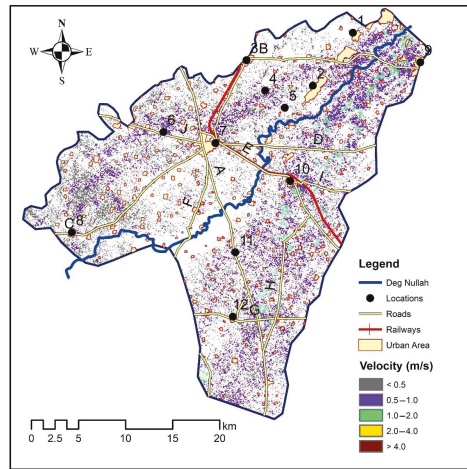 N
W E
S
1
3B
9
4
2
5
6
J
7
E
D
10
I
A
F
C 8
11
H
12
G
Legend
Deg Nullah
Locations
Roads
Railways
Urban Area
Velocity (m/s)
< 0.5
0.5–1.0
1.0–2.0
2.0–4.0
> 4.0
km
0 2.5 5 10 15 20